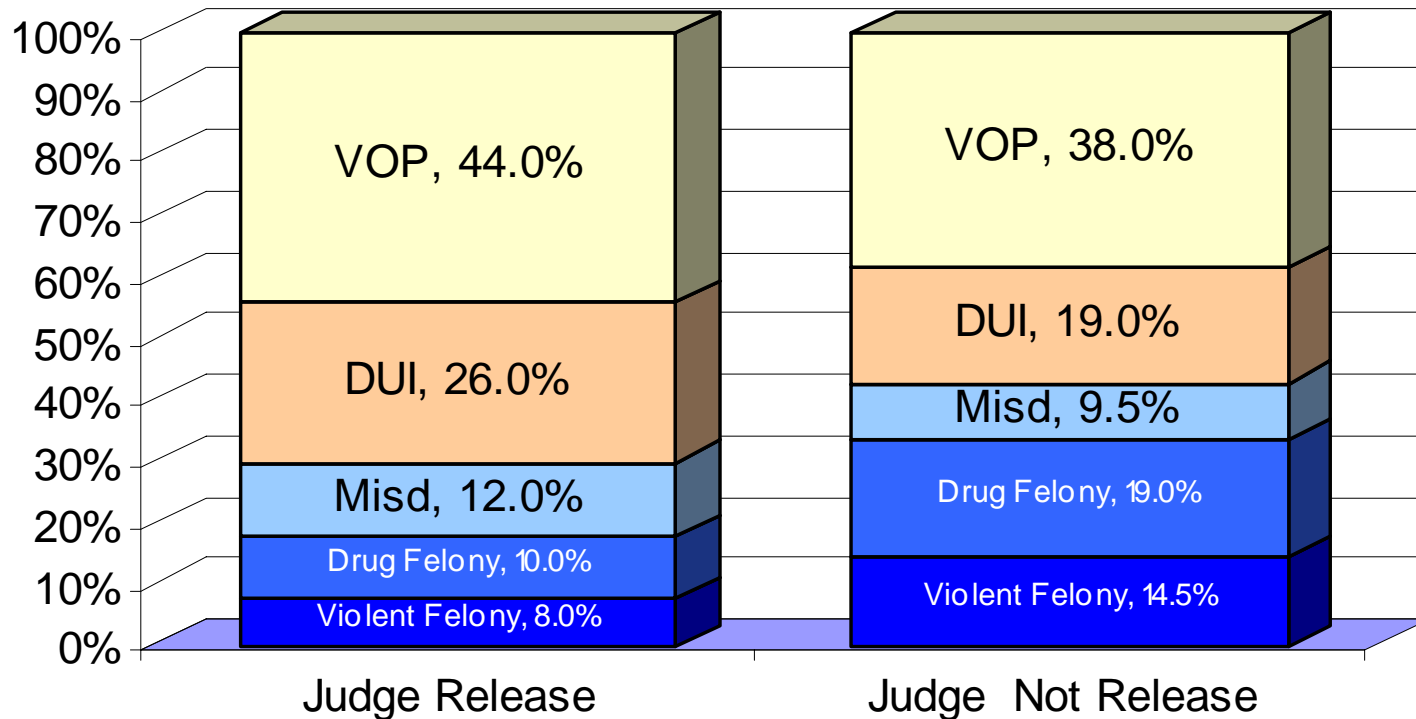 100%
90%
80%
70%
60%
50%
40%
30%
20%
10%
0%
VOP, 44.0%
DUI, 26.0%
Misd, 12.0%
Drug Felony, 10.0%
Violent Felony, 8.0%
VOP, 38.0%
DUI, 19.0%
Misd, 9.5%
Drug Felony, 19.0%
Violent Felony, 14.5%
Judge Release
Judge Not Release